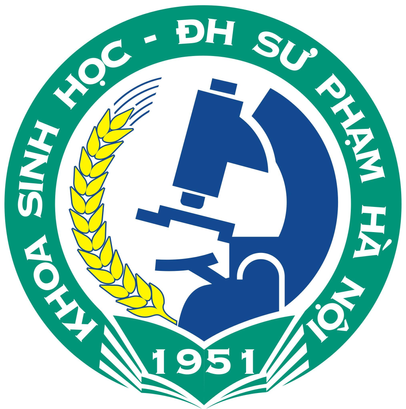 KHOA SINH HỌC - ĐH SƯ PHẠM HÀ NỘI
1951